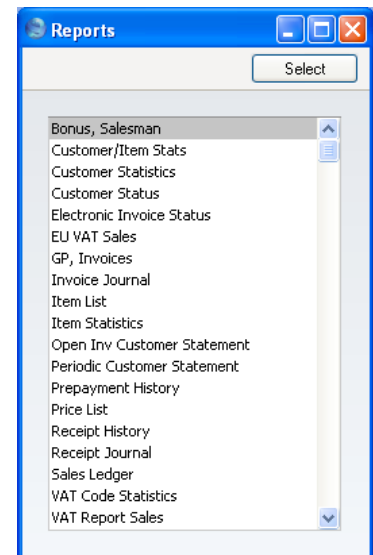 Reports
Select
Bonus, Salesman
Customer/Item Stats
Customer Statistics
Customer Status
Electronic Invoice Status
EU VAT Sales
GP, Invoices
Invoice Journal
Item List
Item Statistics
Open Inv Customer Statement
Periodic Customer Statement
Prepayment History
Price List
Receipt History
Receipt Journal
Sales Ledger
VAT Code Statistics
VAT Report Sales